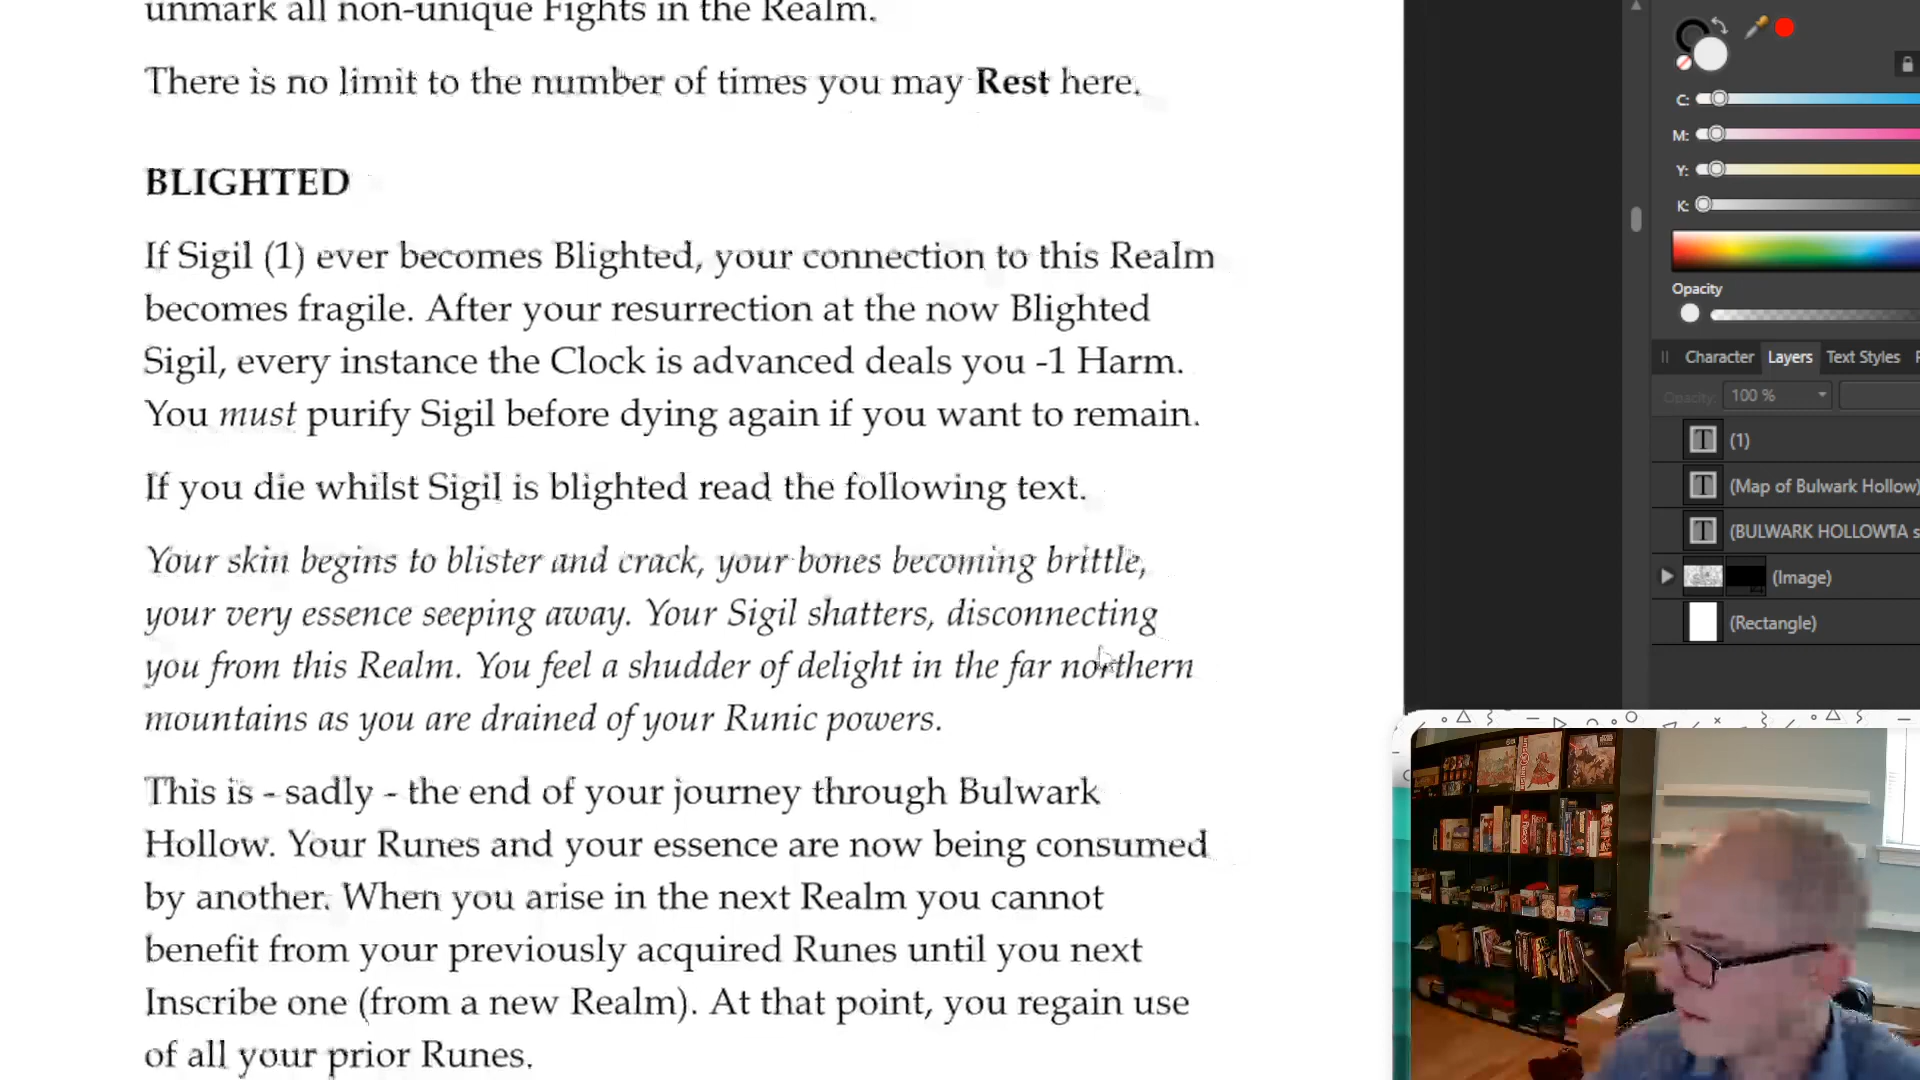 unmark all non-unique Fights in the Realm.
There is no limit to the number of times you may Rest here.
BLIGHTED
If Sigil (1) ever becomes Blighted, your connection to this Realm
becomes fragile. After your resurrection at the now Blighted
Sigil, every instance the Clock is advanced deals you -1 Harm.
You must purify Sigil before dying again if you want to remain.
If you die whilst Sigil is blighted read the following text.
Your skin begins to blister and crack, your bones becoming brittle,
your very essence seeping away. Your Sigil shatters, disconnecting
you from this Realm. You feel a shudder of delight in the far northern
mountains as you are drained of your Runic powers.
This is - sadly - the end of your journey through Bulwark
Hollow. Your Runes and your essence are now being consumed
by another. When you arise in the next Realm you cannot
benefit from your previously acquired Runes until you next
Inscribe one (from a new Realm). At that point, you regain use
of all your prior Runes.
C:
M:
Y:
K:
Opacity
Character Layers Text Styles
Opacity: 100 %
(1)
(Map of Bulwark Hollow)
(BULWARK HOLLOW¶A s
(Image)
(Rectangle)